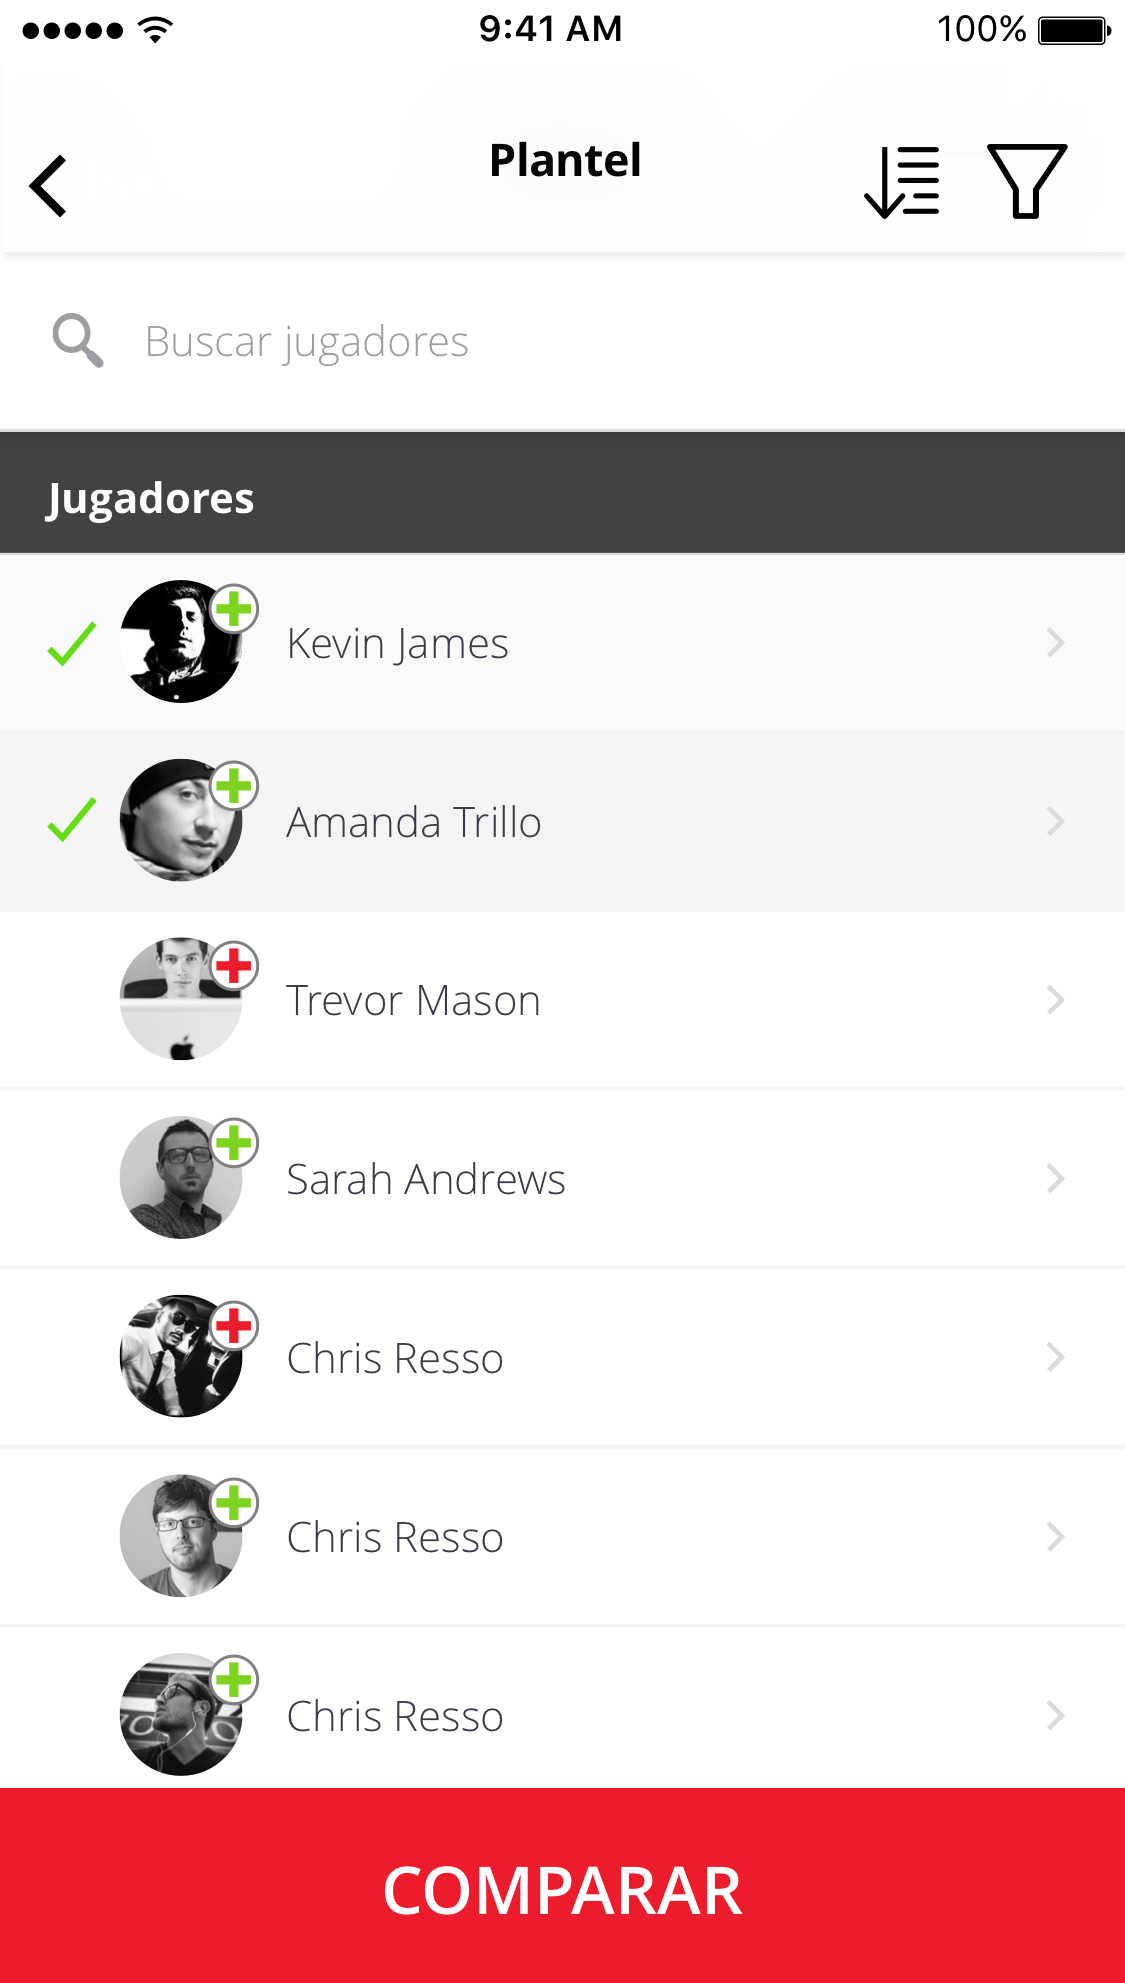 9:41 AM
100%
Plantel
Buscar jugadores
Jugadores
Kevin James
Amanda Trillo
Trevor Mason
Sarah Andrews
Chris Resso
Chris Resso
Chris Resso
COMPARAR